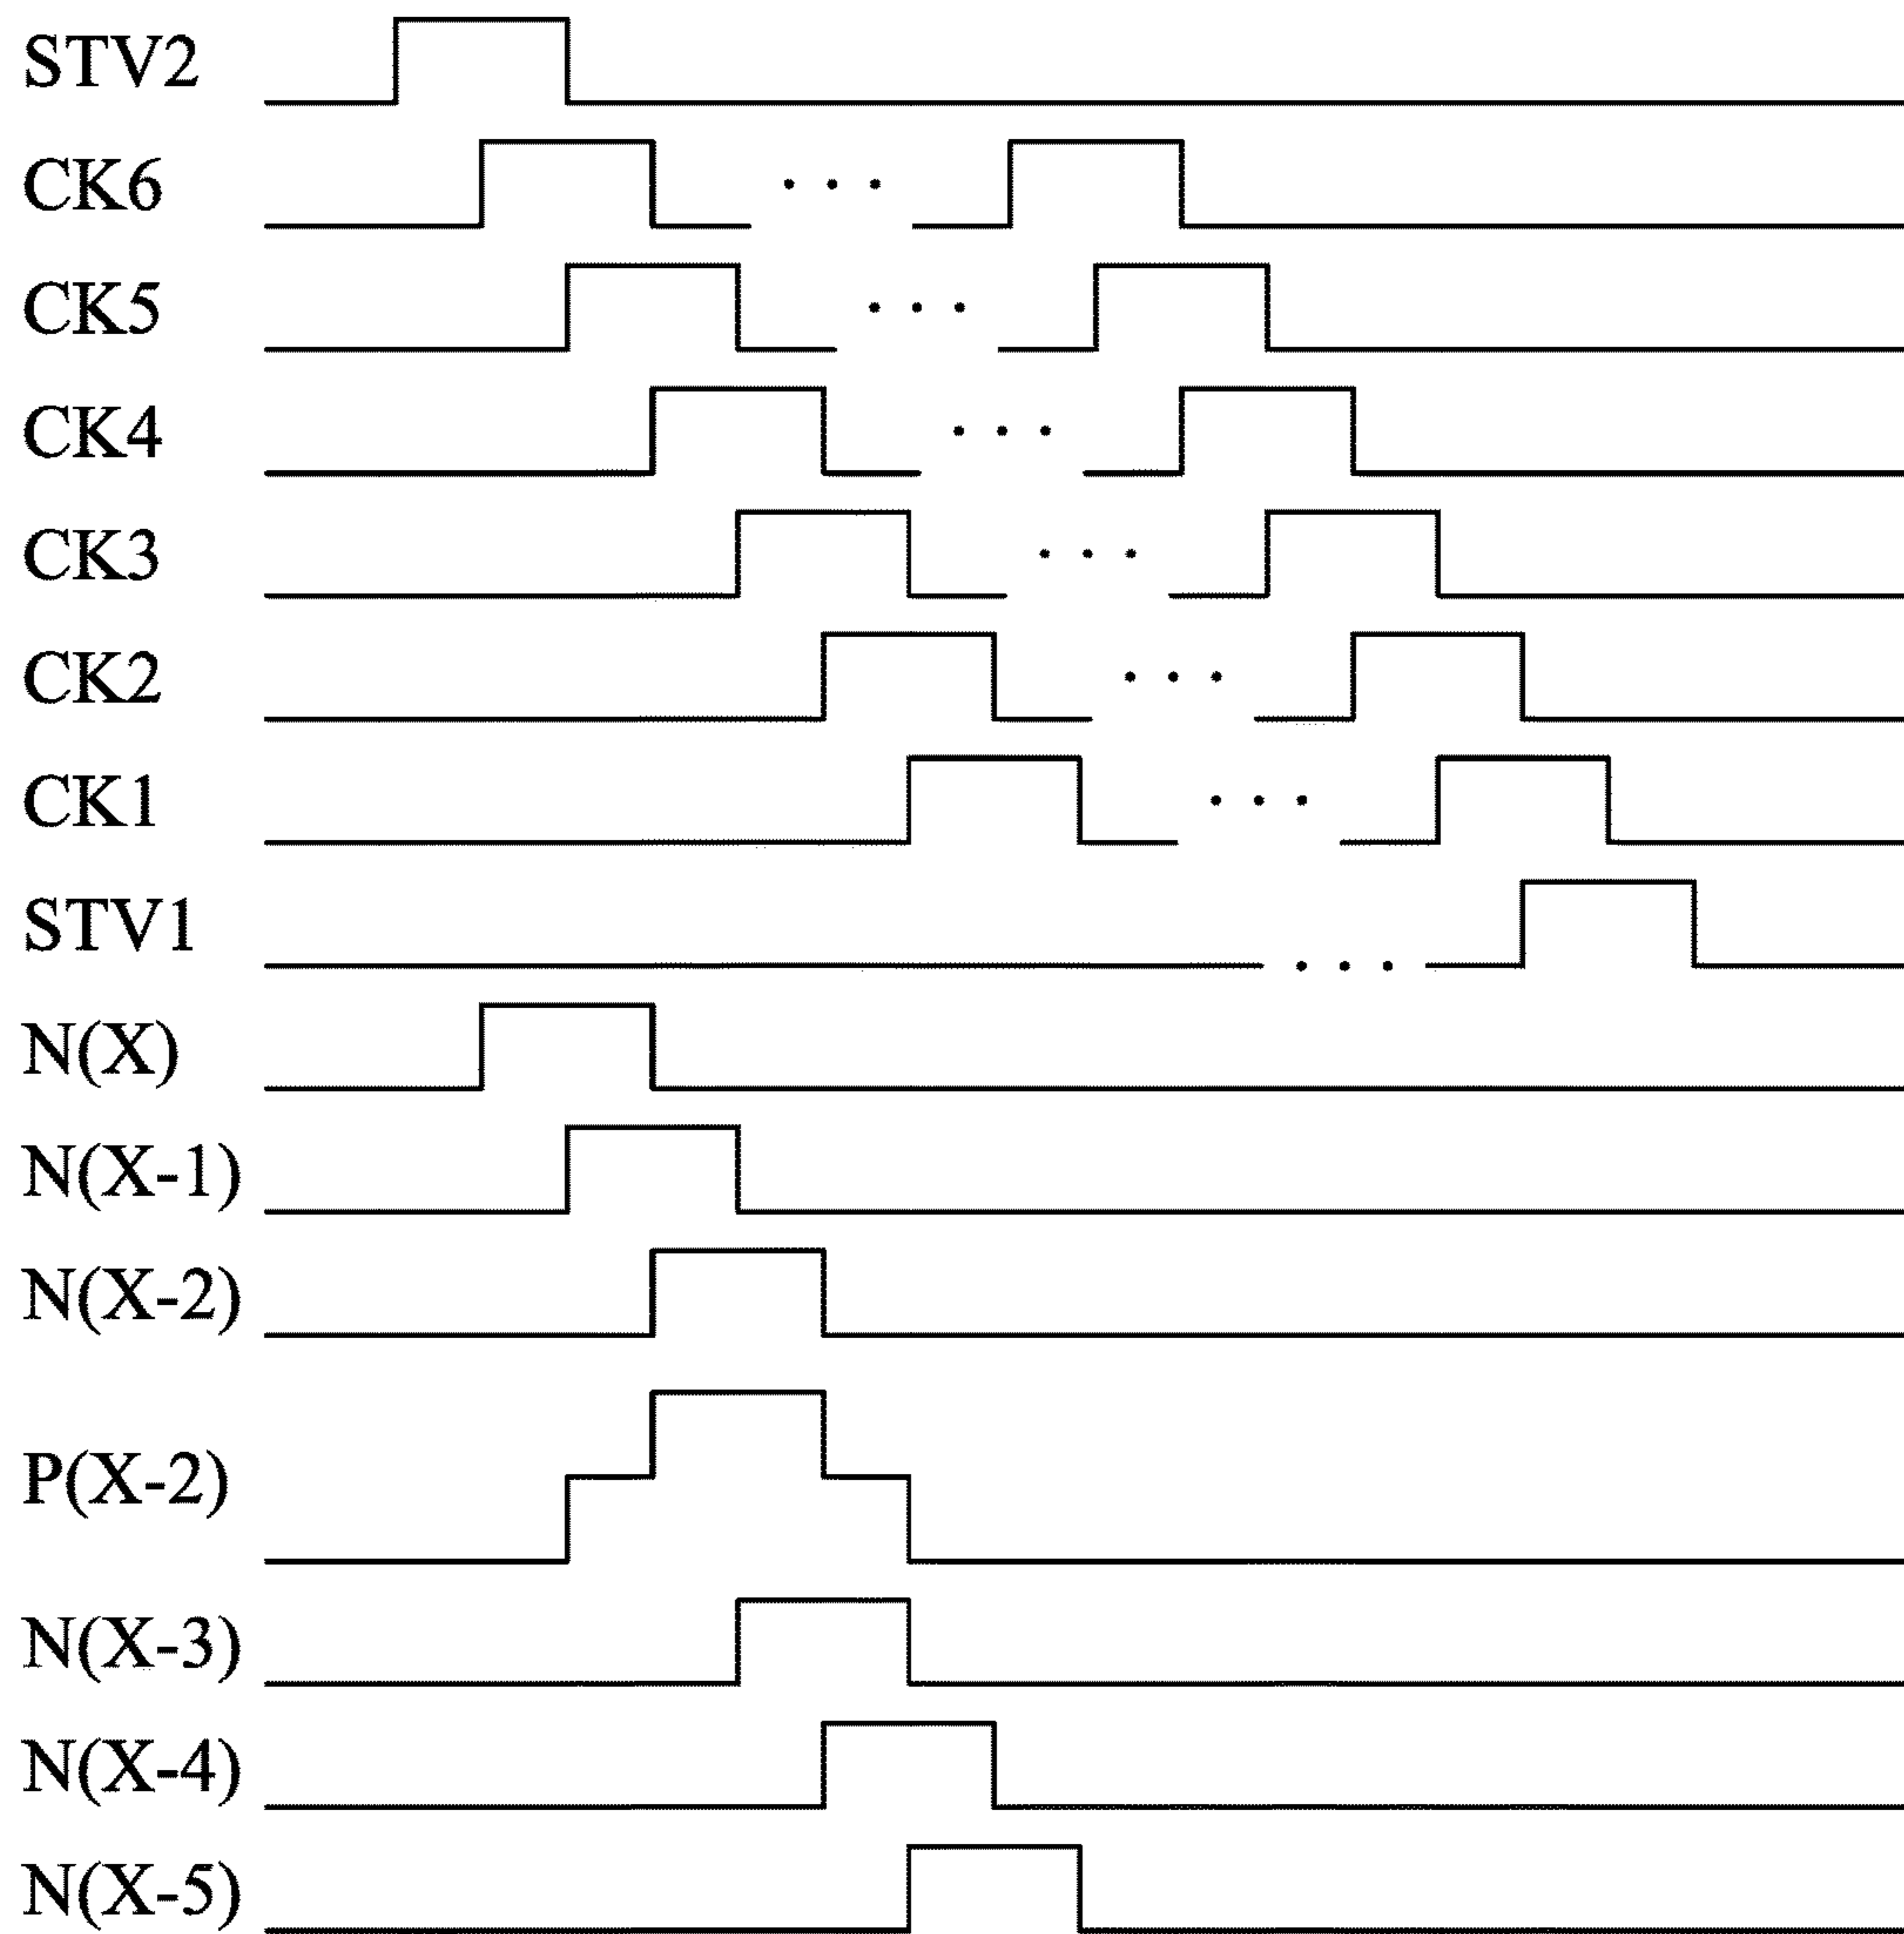 STV2
CK6
CK5
CK4
CK3
CK2
CK1
STV1
N(X)
N(X-1)
N(X-2)
P(X-2)
N(X-3)
N(X-4)
N(X-5)